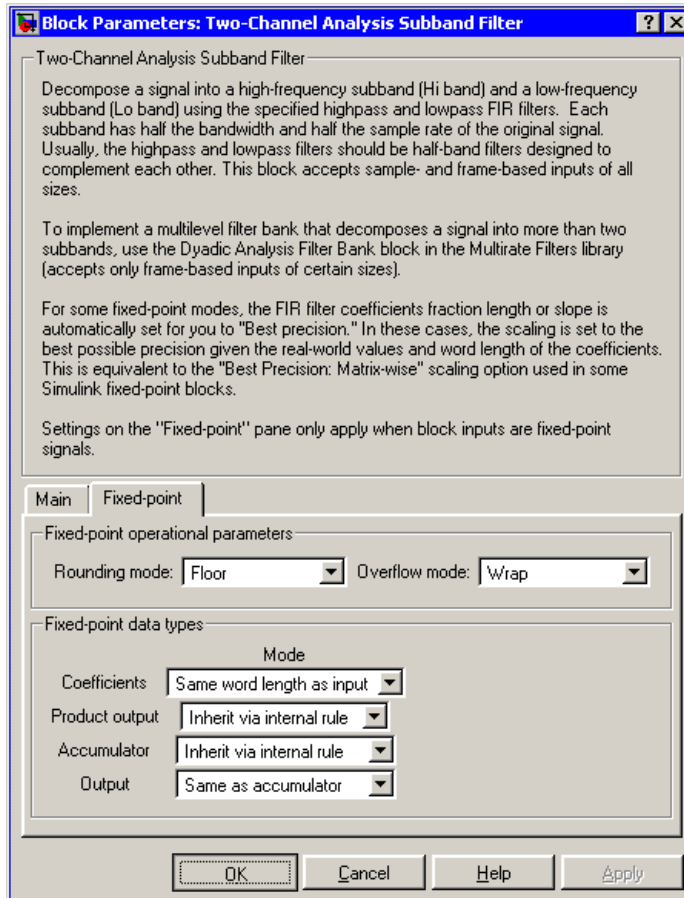 Block Parameters: Two-Channel Analysis Subband Filter
Two-Channel Analysis Subband Filter
Decompose a signal into a high-frequency subband (Hi band) and a low-frequency
subband (Lo band) using the specified highpass and lowpass FIR filters.  Each
subband has half the bandwidth and half the sample rate of the original signal.
Usually, the highpass and lowpass filters should be half-band filters designed to
complement each other. This block accepts sample- and frame-based inputs of all
sizes.
To implement a multilevel filter bank that decomposes a signal into more than two
subbands, use the Dyadic Analysis Filter Bank block in the Multirate Filters library
(accepts only frame-based inputs of certain sizes).
For some fixed-point modes, the FIR filter coefficients fraction length or slope is
automatically set for you to "Best precision." In these cases, the scaling is set to the
best possible precision given the real-world values and word length of the coefficients.
This is equivalent to the "Best Precision: Matrix-wise" scaling option used in some
Simulink fixed-point blocks.
Settings on the "Fixed-point" pane only apply when block inputs are fixed-point
signals.
Main Fixed-point
Fixed-point operational parameters
Rounding mode: Floor Overflow mode: Wrap
Fixed-point data types
Mode
Coefficients Same word length as input
Product output Inherit via internal rule
Accumulator Inherit via internal rule
Output Same as accumulator
OK Cancel Help Apply